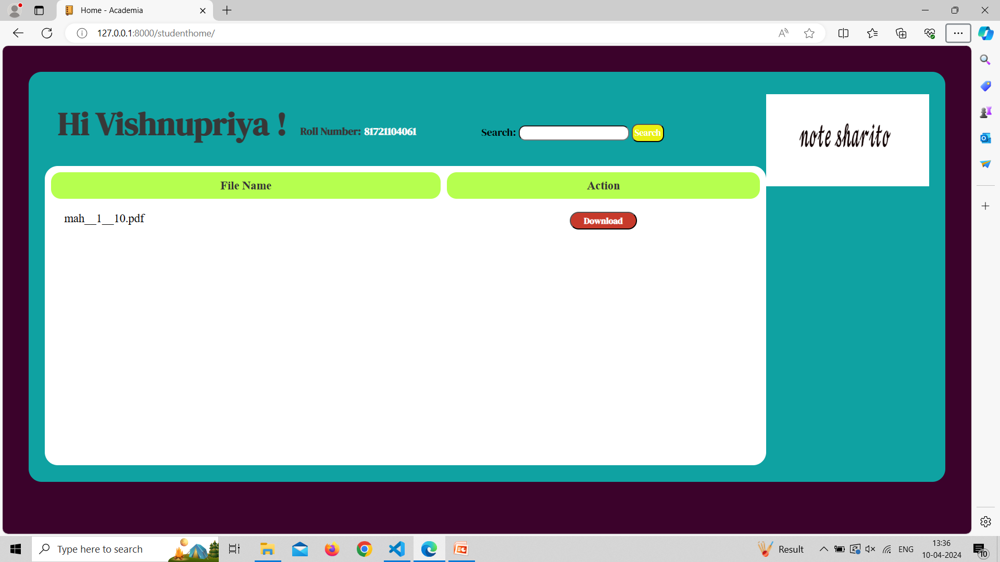 Home - Academia
127.0.0.1:8000/studenthome/
Hi Vishnupriya !
Roll Number: 81721104061
Search:
Search
note sharito
File Name
Action
mah__1__10.pdf
Download
Type here to search
Result
ENG
13:36
10-04-2024
10